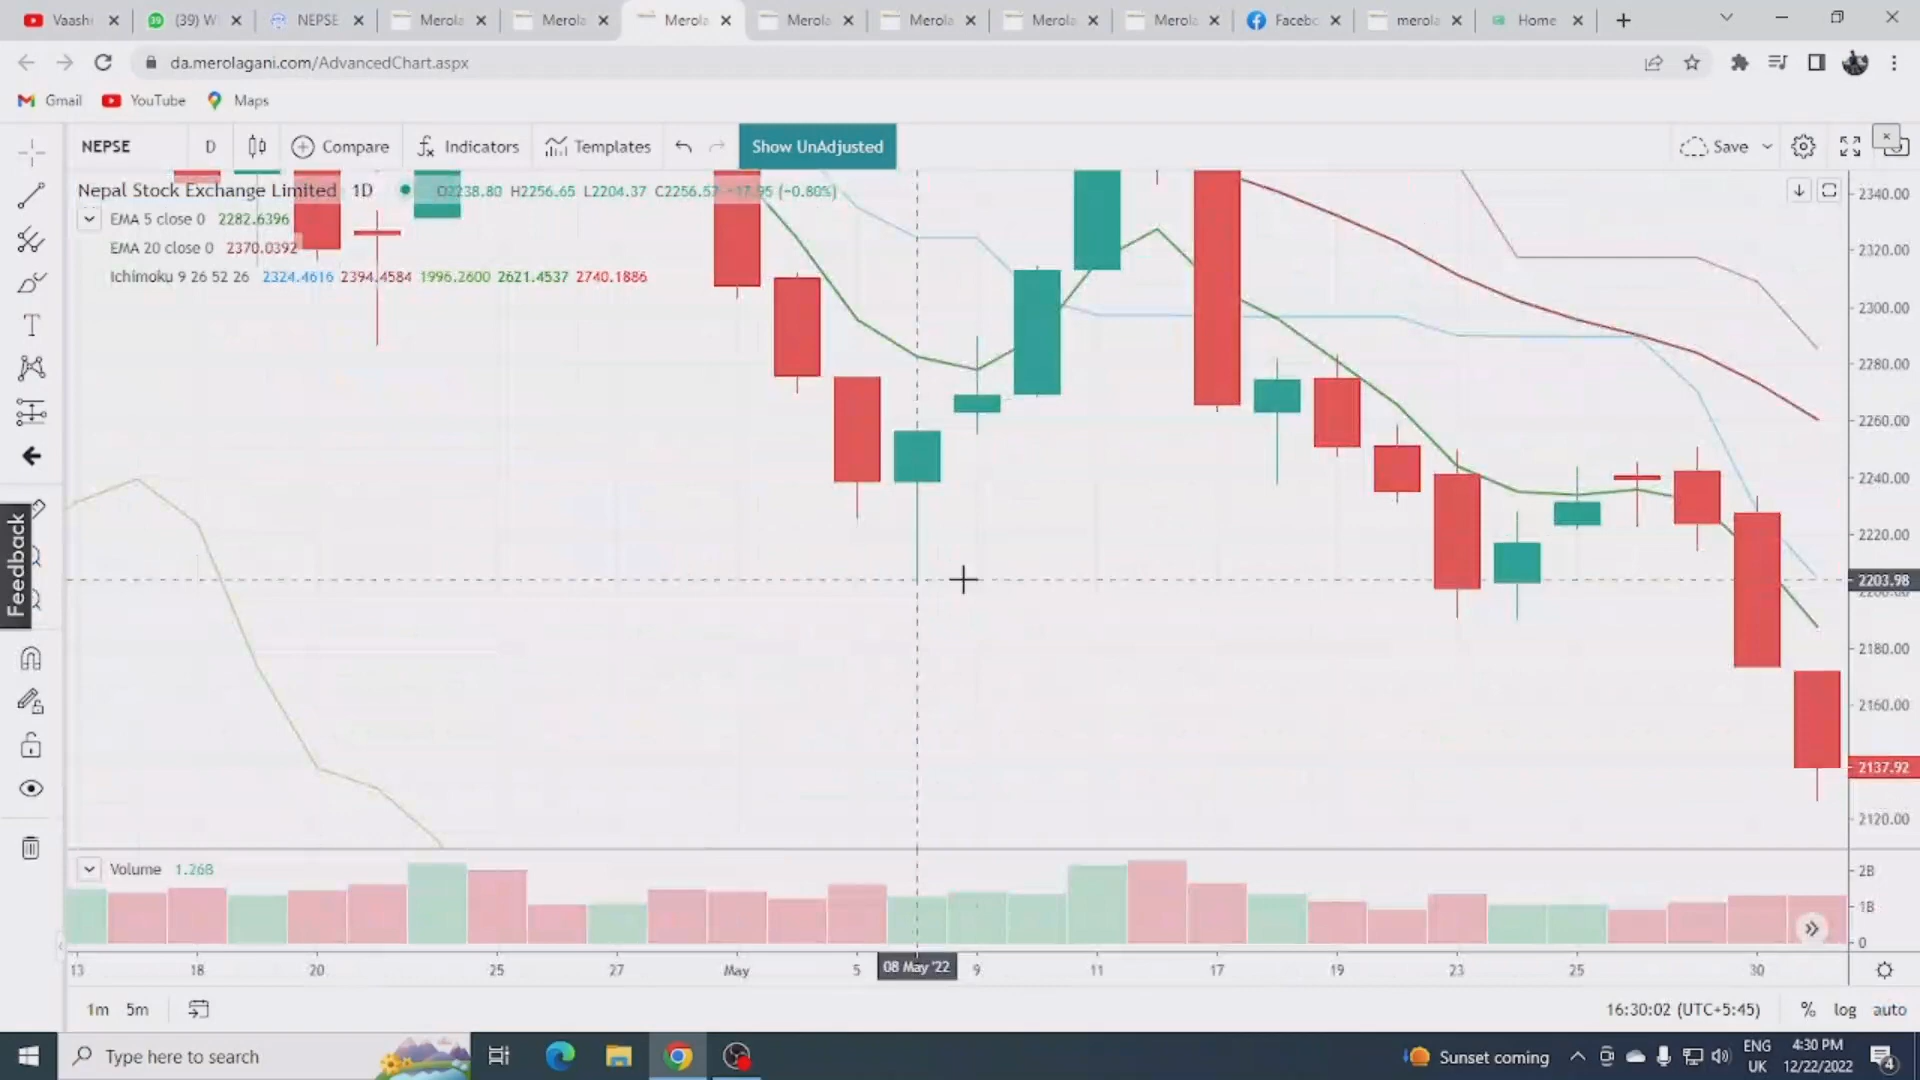 Vaashi
(39) W
NEPSE
Merola
Merola
Merola
Merola
Merola
Merola
Merola
Facebo
merola
Home
da.merolagani.com/AdvancedChart.aspx
Gmail
YouTube
Maps
NEPSE
D
Compare
Indicators
Templates
Show UnAdjusted
Save
Nepal Stock Exchange Limited 1D
O2238.80 H2256.65 L2204.37 C2256.57 −17.95 (−0.80%)
EMA 5 close 0 2282.6396
EMA 20 close 0 2370.0392
Ichimoku 9 26 52 26 2324.4616 2394.4584 1996.2600 2621.4537 2740.1886
2340.00
2320.00
2300.00
2280.00
2260.00
2240.00
2220.00
2203.98
2180.00
2160.00
2137.92
2120.00
Feedback
Volume 1.26B
2B
1B
0
13
18
20
25
27
May
5
08 May '22
9
11
17
19
23
25
30
1m
5m
16:30:02 (UTC+5:45)
%
log
auto
Type here to search
Sunset coming
ENG
UK
4:30 PM
12/22/2022
4